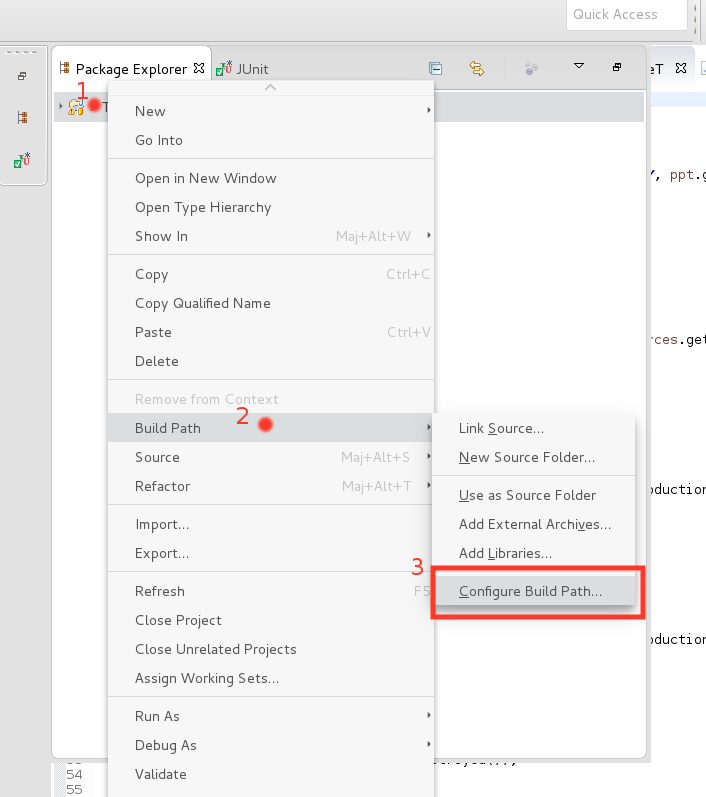 Quick Access
Package Explorer
JUnit
eT
1
T
New
Go Into
Open in New Window
Open Type Hierarchy
Show In Maj+Alt+W
Copy Ctrl+C
Copy Qualified Name
Paste Ctrl+V
Delete
Remove from Context
2
Build Path
Source Maj+Alt+S
Refactor Maj+Alt+T
Import...
Export...
Refresh F5
Close Project
Close Unrelated Projects
Assign Working Sets...
Run As
Debug As
Validate
Link Source...
New Source Folder...
Use as Source Folder
Add External Archives...
Add Libraries...
3
Configure Build Path...
, ppt.g
rces.get
oduction
oduction
54
55